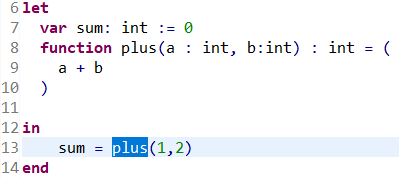 6 let
7 var sum: int := 0
8 function plus(a : int, b:int) : int = (
9 a + b
10 )
11
12 in
13 sum = plus(1,2)
14 end